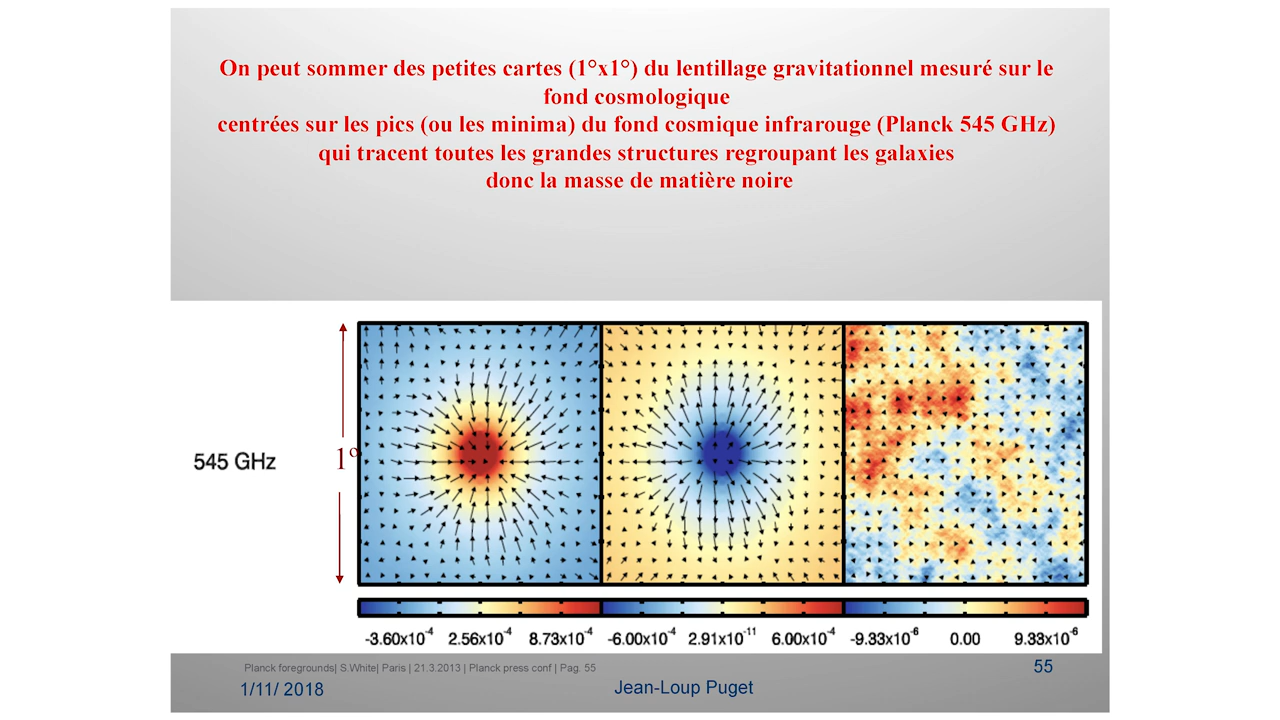 On peut sommer des petites cartes (1°x1°) du lentillage gravitationnel mesuré sur le
fond cosmologique
centrées sur les pics (ou les minima) du fond cosmique infrarouge (Planck 545 GHz)
qui tracent toutes les grandes structures regroupant les galaxies
donc la masse de matière noire
545 GHz
1°
-3.60x10⁻⁴ 2.56x10⁻⁴ 8.73x10⁻⁴ -6.00x10⁻⁴ 2.91x10⁻¹¹ 6.00x10⁻⁴ -9.33x10⁻⁶ 0.00 9.33x10⁻⁶
Planck foregrounds| S.White| Paris | 21.3.2013 | Planck press conf | Pag. 55
55
1/11/ 2018
Jean-Loup Puget